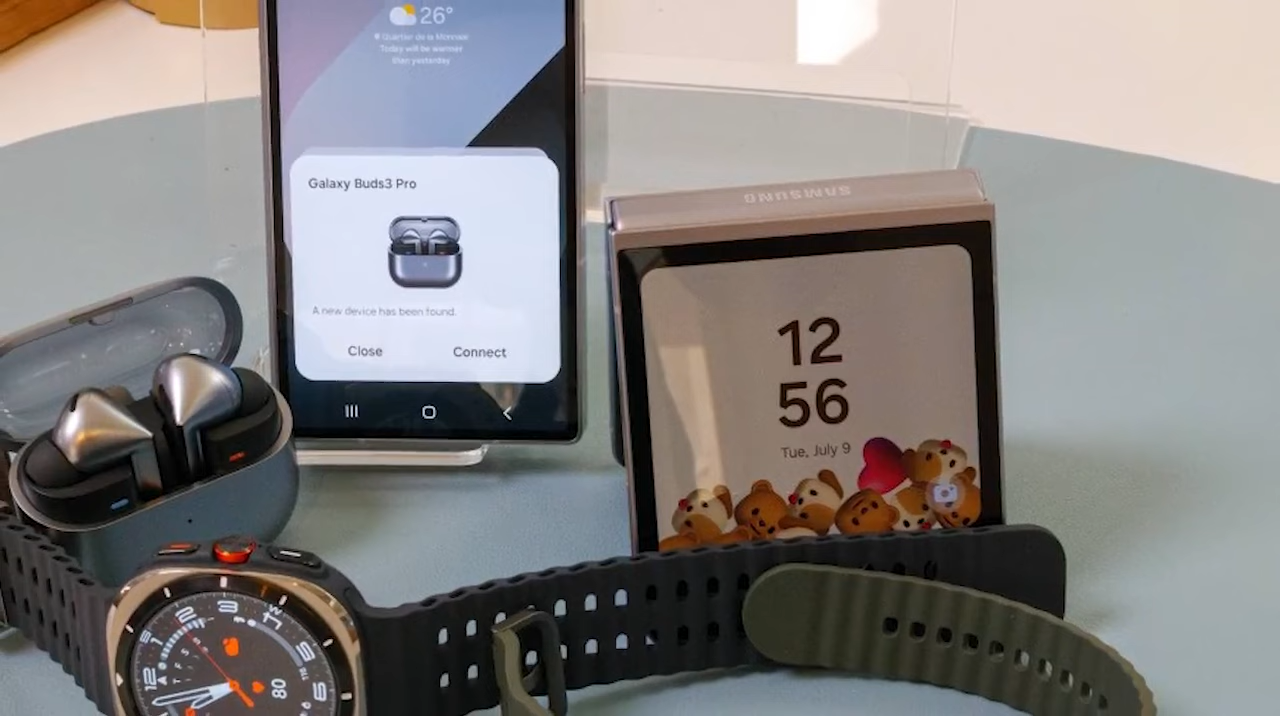 26°
Quartier de la Monnaie
Today will be warmer
than yesterday
Galaxy Buds3 Pro
A new device has been found.
Close
Connect
SAMSUNG
12
56
Tue, July 9
80